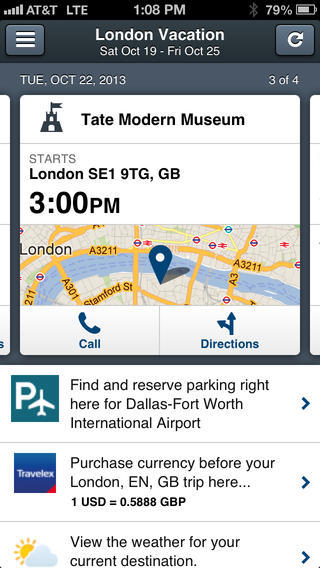 AT&T LTE 1:08 PM 79%
London Vacation
Sat Oct 19 - Fri Oct 25
TUE, OCT 22, 2013 3 of 4
Tate Modern Museum
STARTS
London SE1 9TG, GB
3:00PM
London
A3211
A3211
A301
Stamford St
s
Call
Directions
P
Find and reserve parking right
here for Dallas-Fort Worth
International Airport
Travelex
Purchase currency before your
London, EN, GB trip here...
1 USD = 0.5888 GBP
View the weather for your
current destination.